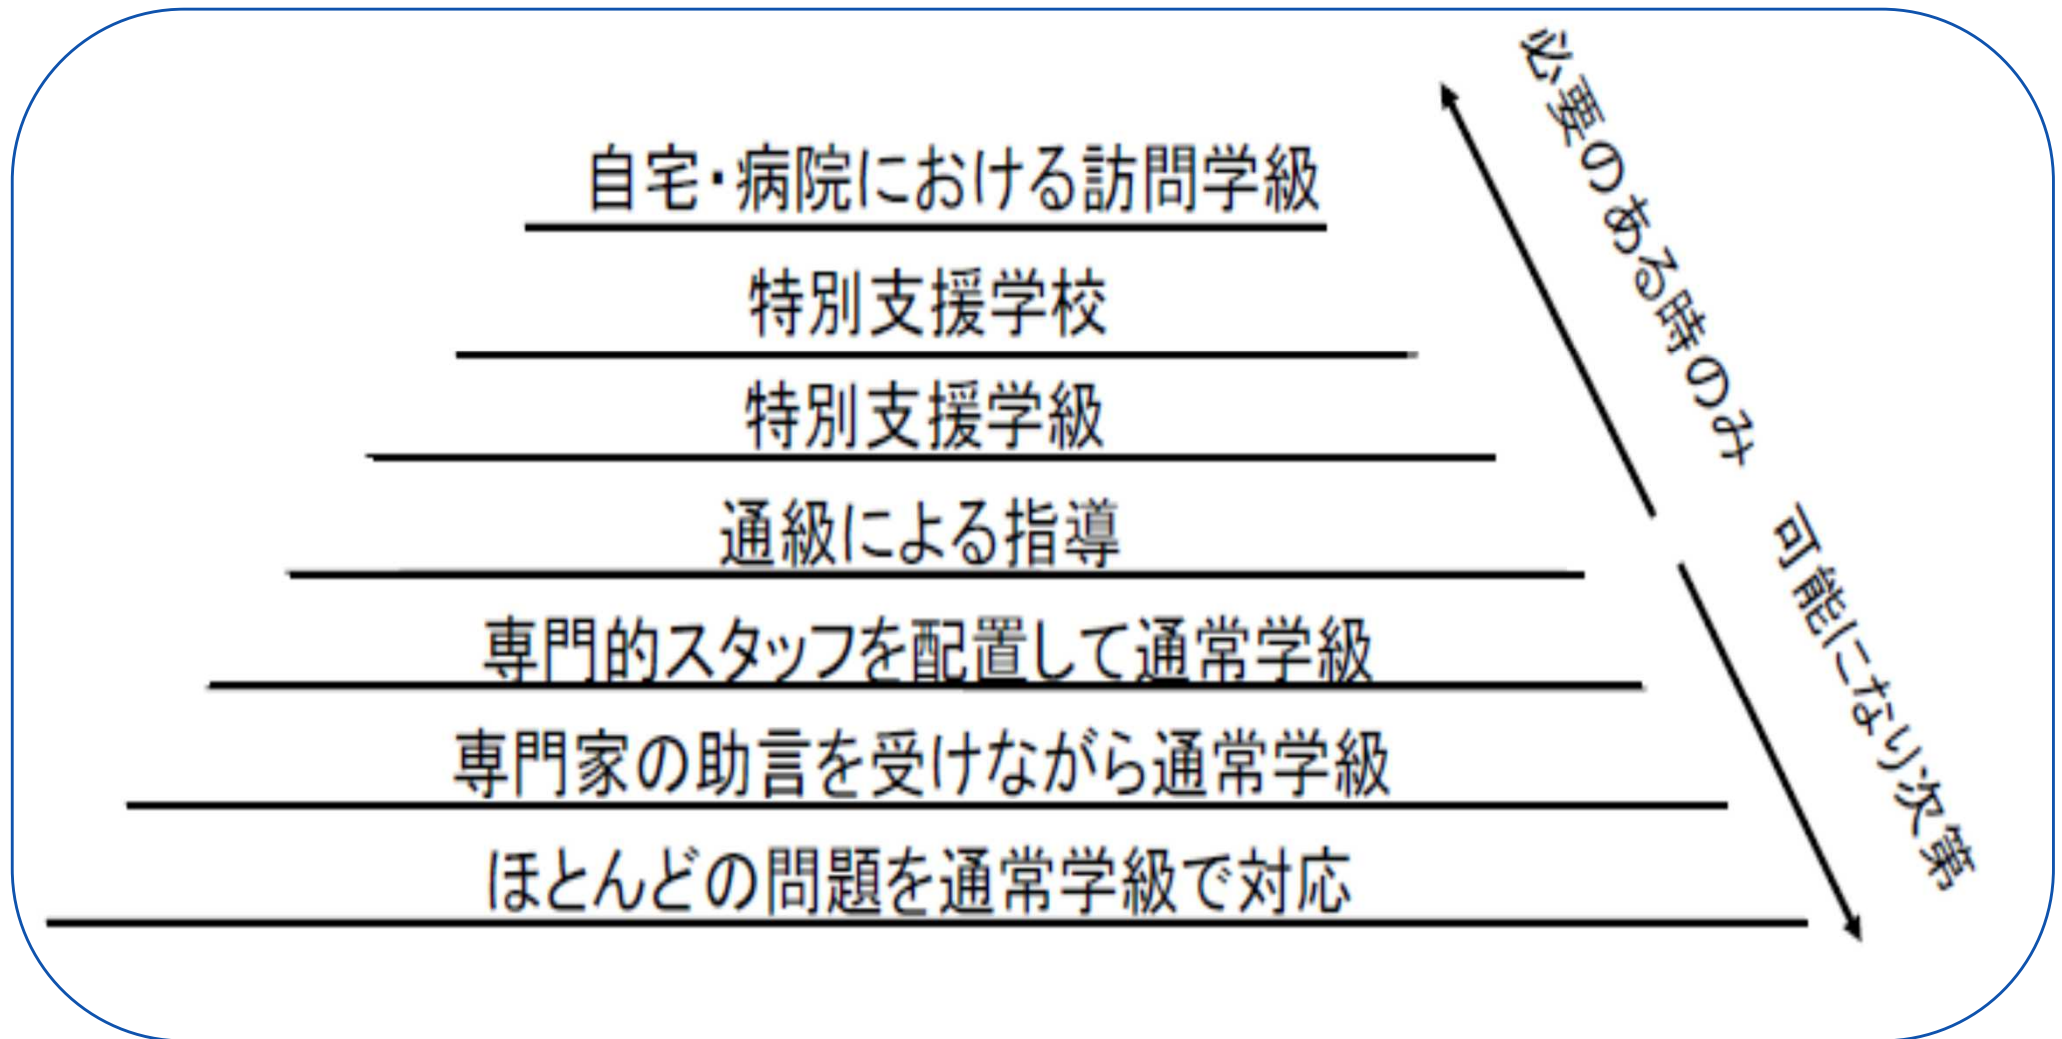 自宅・病院における訪問学級
特別支援学校
特別支援学級
通級による指導
専門的スタッフを配置して通常学級
専門家の助言を受けながら通常学級
ほとんどの問題を通常学級で対応
必要のある時のみ
可能になり次第